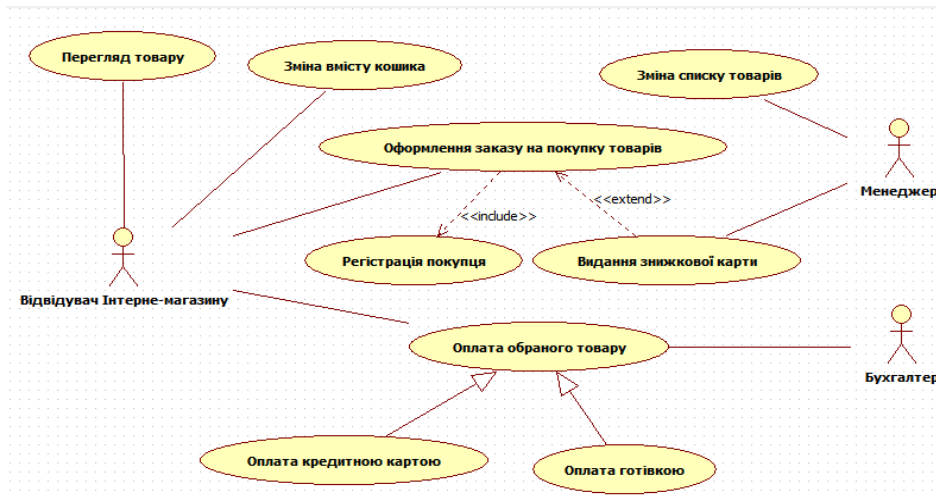 Перегляд товару
Зміна вмісту кошика
Зміна списку товарів
Оформлення заказу на покупку товарів
Менеджер
<<extend>>
<<include>>
Регістрація покупця
Видання знижкової карти
Відвідувач Інтерне-магазину
Оплата обраного товару
Бухгалтер
Оплата кредитною картою
Оплата готівкою